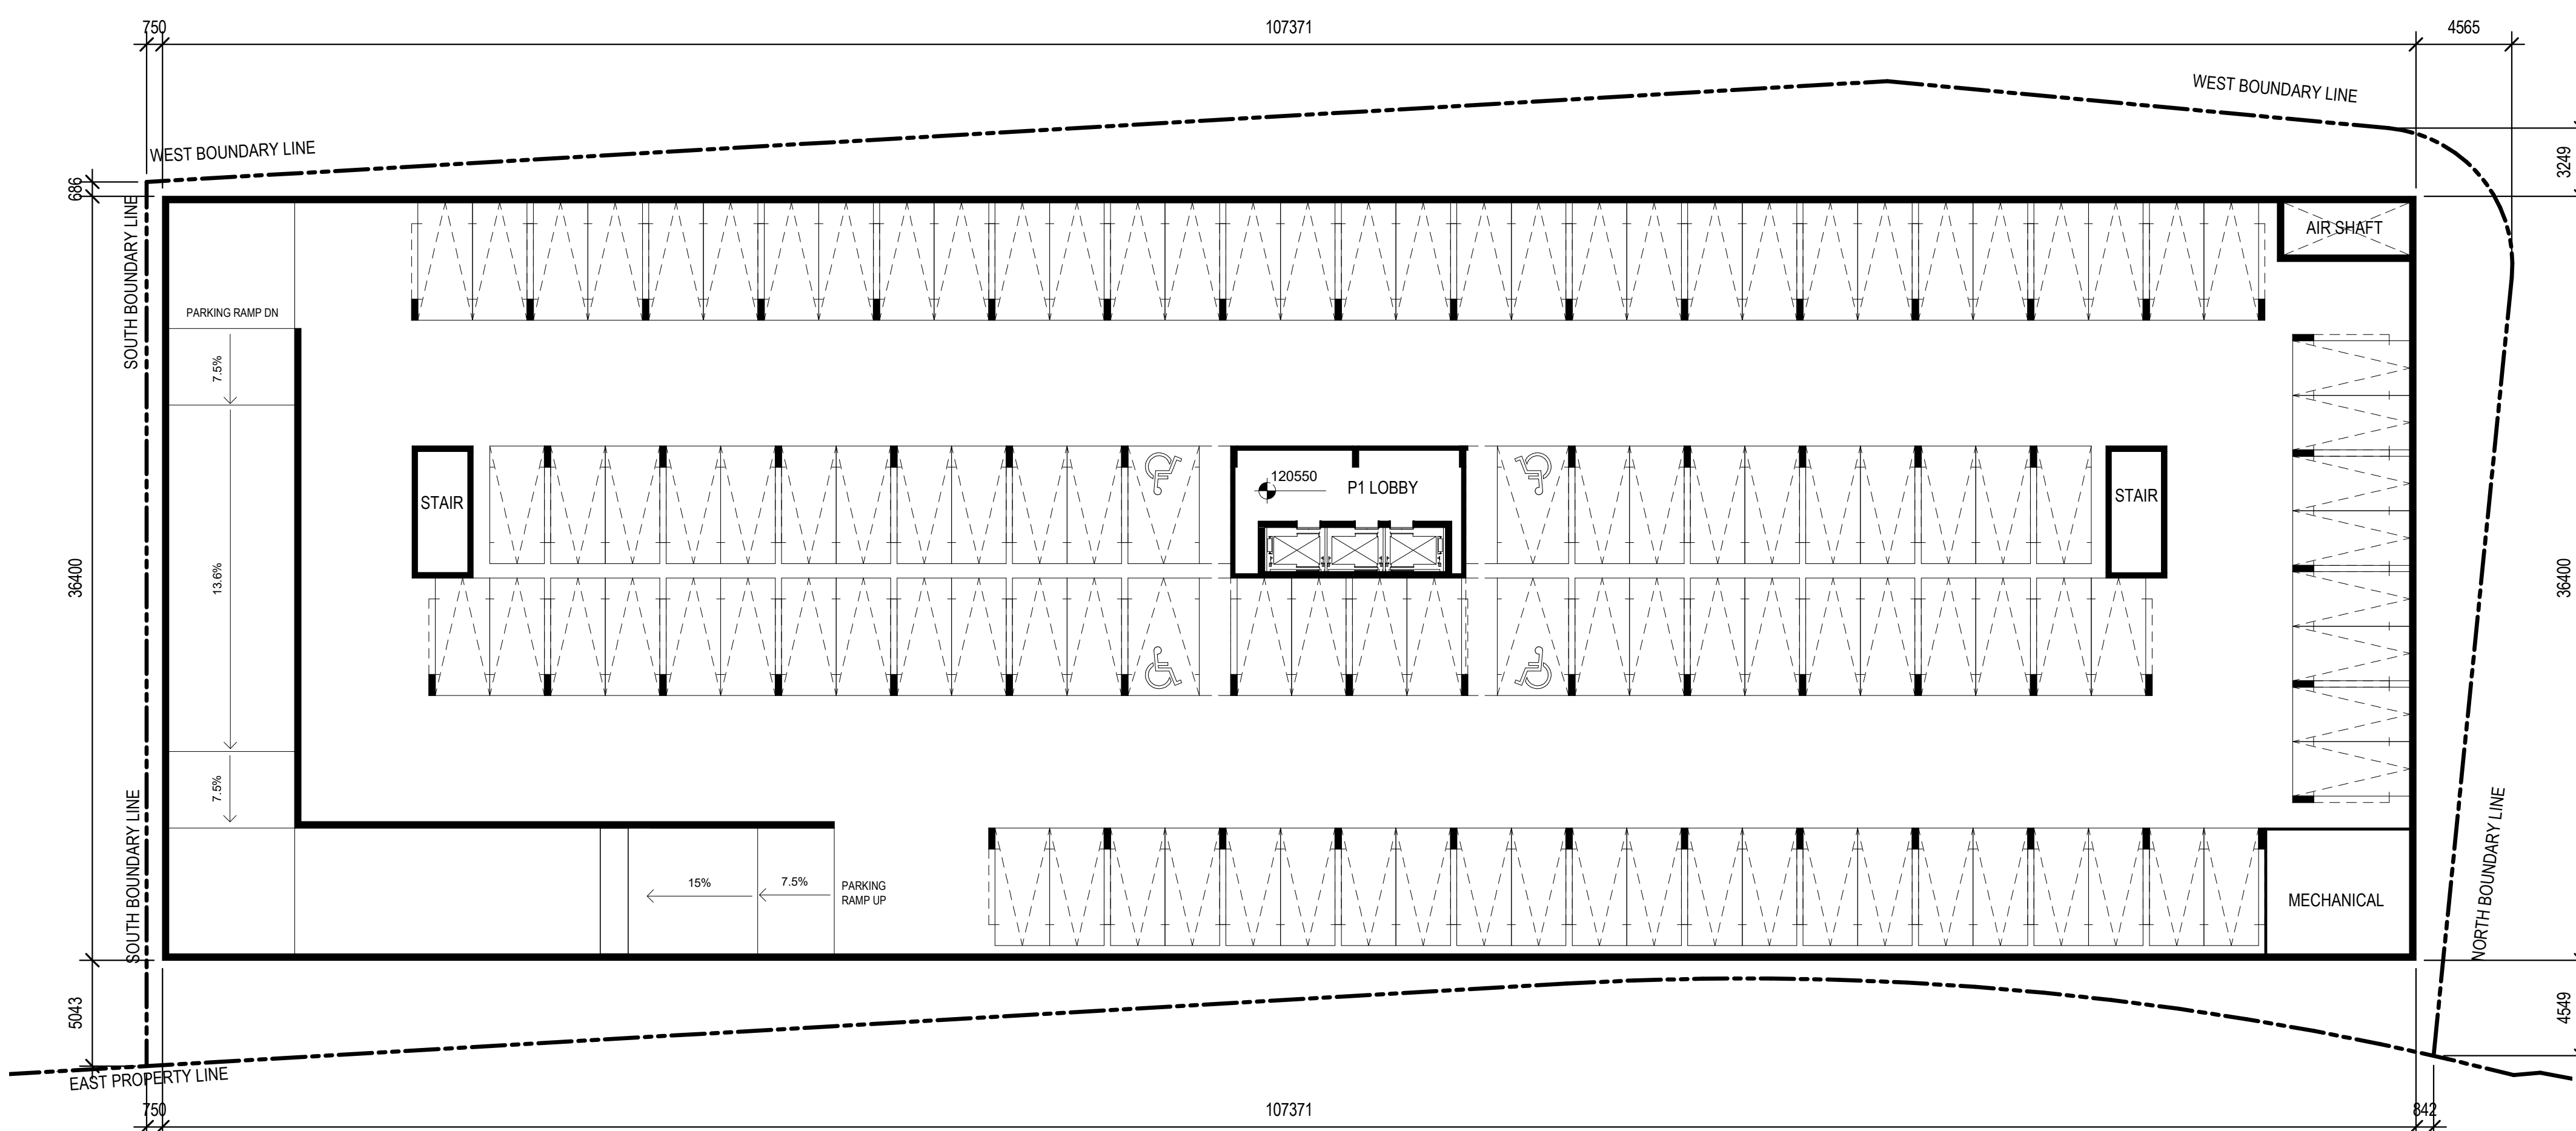 750
107371
4565
WEST BOUNDARY LINE
WEST BOUNDARY LINE
686
3249
SOUTH BOUNDARY LINE
AIR SHAFT
PARKING RAMP DN
7.5%
120550
P1 LOBBY
STAIR
STAIR
36400
13.6%
36400
7.5%
SOUTH BOUNDARY LINE
15%
7.5%
PARKING
RAMP UP
MECHANICAL
NORTH BOUNDARY LINE
5043
4549
EAST PROPERTY LINE
750
107371
842